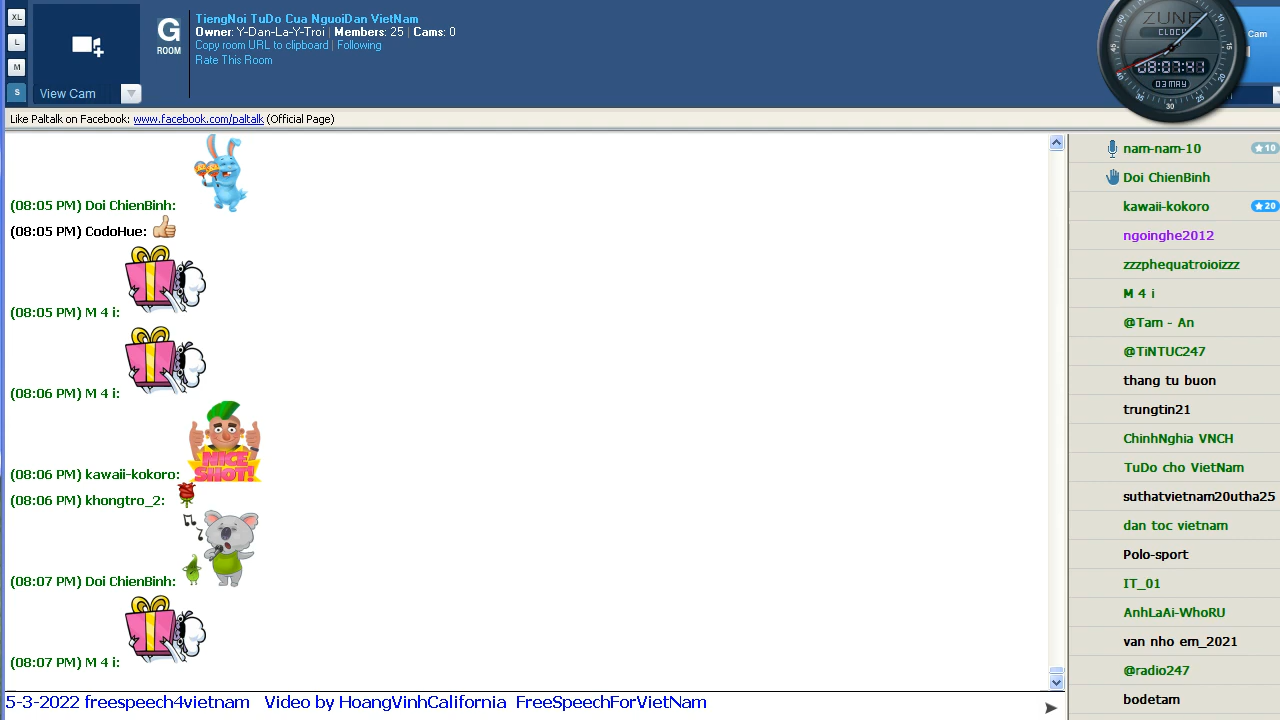 XL
L
M
S
View Cam
G
ROOM
TiengNoi TuDo Cua NguoiDan VietNam
Owner: Y-Dan-La-Y-Troi | Members: 25 | Cams: 0
Copy room URL to clipboard | Following
Rate This Room
ZUNE
CLOCK
08:07:41
03 MAY
Cam
Like Paltalk on Facebook: www.facebook.com/paltalk (Official Page)
(08:05 PM) Doi ChienBinh:
(08:05 PM) CodoHue:
(08:05 PM) M 4 i:
(08:06 PM) M 4 i:
(08:06 PM) kawaii-kokoro:
NICE SHOT!
(08:06 PM) khongtro_2:
(08:07 PM) Doi ChienBinh:
(08:07 PM) M 4 i:
nam-nam-10
10
Doi ChienBinh
kawaii-kokoro
20
ngoinghe2012
zzzphequatroioizzz
M 4 i
@Tam - An
@TiNTUC247
thang tu buon
trungtin21
ChinhNghia VNCH
TuDo cho VietNam
suthatvietnam20utha25
dan toc vietnam
Polo-sport
IT_01
AnhLaAi-WhoRU
van nho em_2021
@radio247
bodetam
5-3-2022 freespeech4vietnam Video by HoangVinhCalifornia FreeSpeechForVietNam